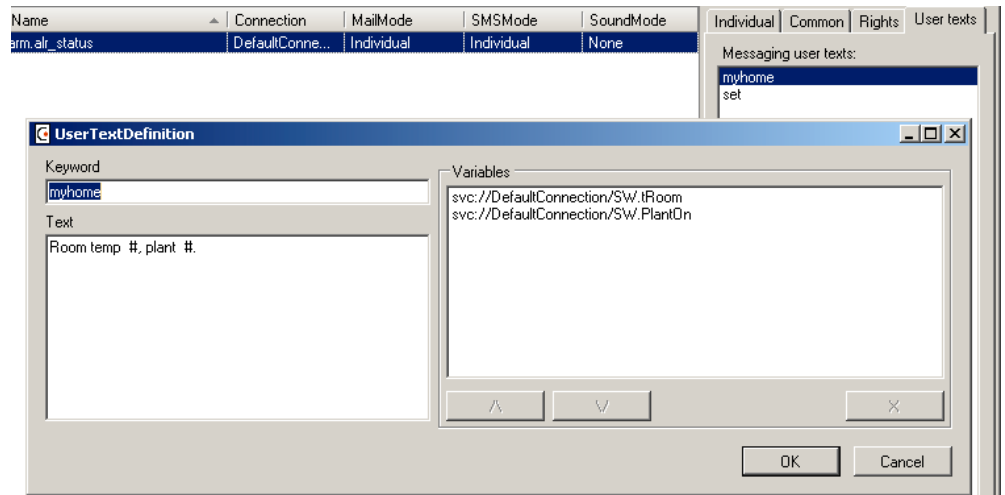 Name Connection MailMode SMSMode SoundMode
arm.alr_status DefaultConne... Individual Individual None
Individual Common Rights User texts
Messaging user texts:
myhome
set
UserTextDefinition
Keyword
myhome
Text
Room temp  #, plant  #.
Variables
svc://DefaultConnection/SW.tRoom
svc://DefaultConnection/SW.PlantOn
/\ \/ X
OK Cancel